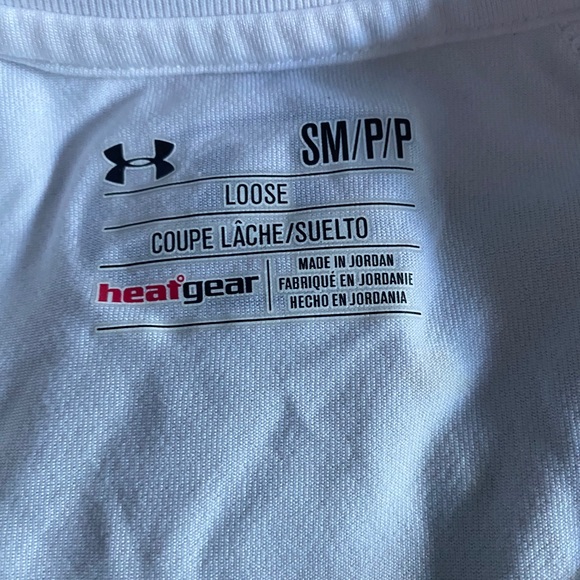 SM/P/P
LOOSE
COUPE LÂCHE/SUELTO
heatgear
MADE IN JORDAN
FABRIQUÉ EN JORDANIE
HECHO EN JORDANIA